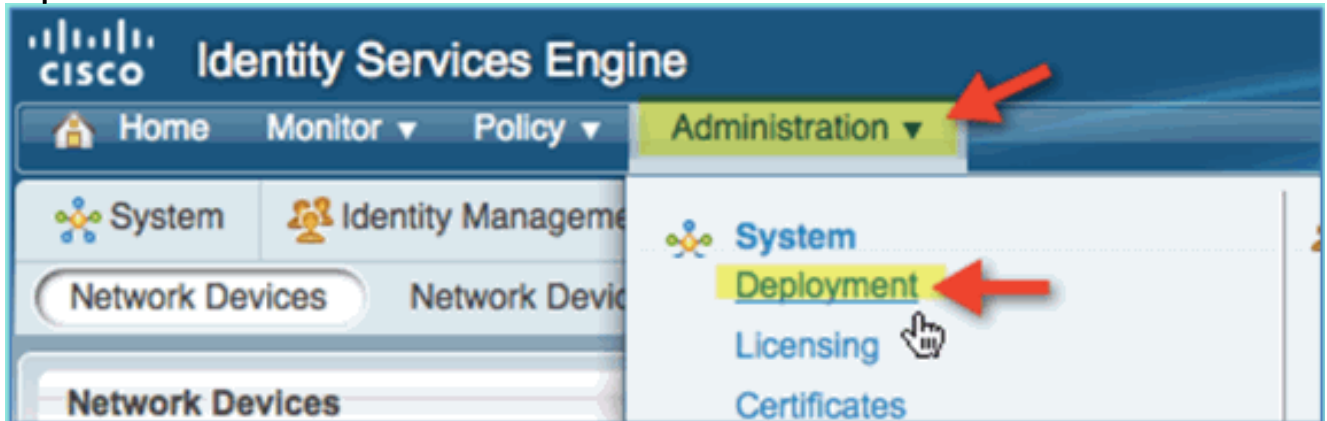 CISCO Identity Services Engine
Home Monitor Policy Administration
System Identity Manageme
Network Devices Network Devic
Network Devices
System
Deployment
Licensing
Certificates